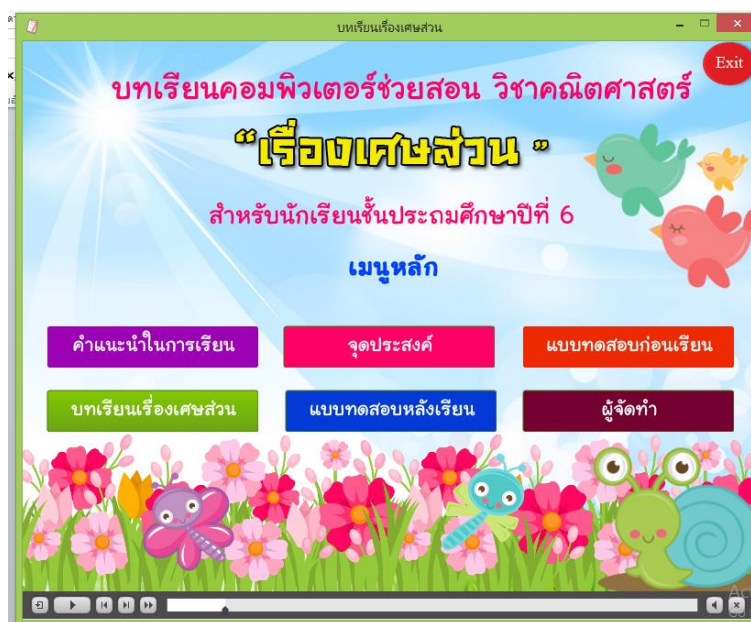 บทเรียนเรื่องเศษส่วน
Exit
บทเรียนคอมพิวเตอร์ช่วยสอน วิชาคณิตศาสตร์
“เรื่องเศษส่วน ”
สำหรับนักเรียนชั้นประถมศึกษาปีที่ 6
เมนูหลัก
คำแนะนำในการเรียน จุดประสงค์ แบบทดสอบก่อนเรียน
บทเรียนเรื่องเศษส่วน แบบทดสอบหลังเรียน ผู้จัดทำ